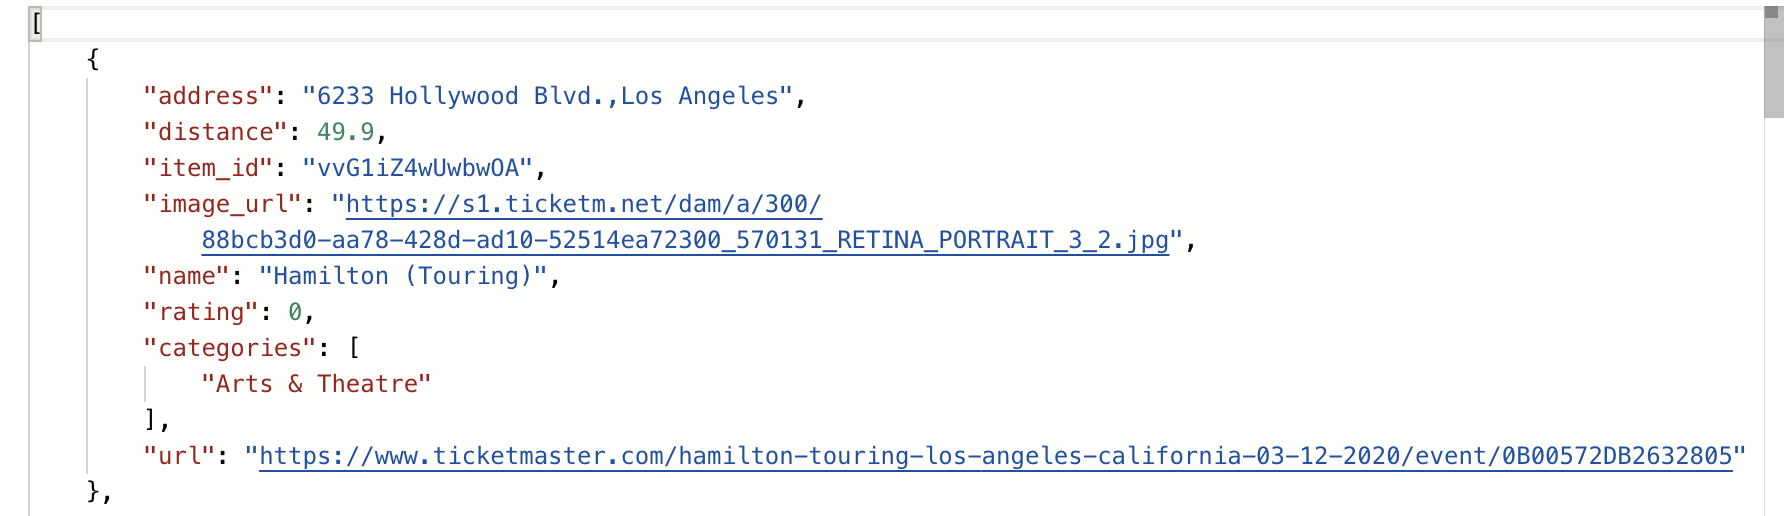 [
{
"address": "6233 Hollywood Blvd.,Los Angeles",
"distance": 49.9,
"item_id": "vvG1iZ4wUwbwOA",
"image_url": "https://s1.ticketm.net/dam/a/300/
88bcb3d0-aa78-428d-ad10-52514ea72300_570131_RETINA_PORTRAIT_3_2.jpg",
"name": "Hamilton (Touring)",
"rating": 0,
"categories": [
"Arts & Theatre"
],
"url": "https://www.ticketmaster.com/hamilton-touring-los-angeles-california-03-12-2020/event/0B00572DB2632805"
},